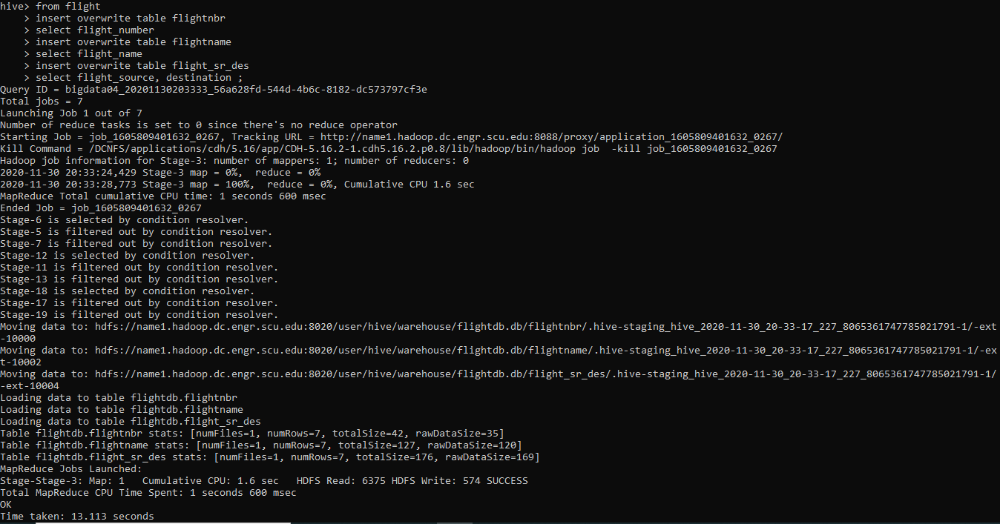 hive> from flight
    > insert overwrite table flightnbr
    > select flight_number
    > insert overwrite table flightname
    > select flight_name
    > insert overwrite table flight_sr_des
    > select flight_source, destination ;
Query ID = bigdata04_20201130203333_56a628fd-544d-4b6c-8182-dc573797cf3e
Total jobs = 7
Launching Job 1 out of 7
Number of reduce tasks is set to 0 since there's no reduce operator
Starting Job = job_1605809401632_0267, Tracking URL = http://name1.hadoop.dc.engr.scu.edu:8088/proxy/application_1605809401632_0267/
Kill Command = /DCNFS/applications/cdh/5.16/app/CDH-5.16.2-1.cdh5.16.2.p0.8/lib/hadoop/bin/hadoop job  -kill job_1605809401632_0267
Hadoop job information for Stage-3: number of mappers: 1; number of reducers: 0
2020-11-30 20:33:24,429 Stage-3 map = 0%,  reduce = 0%
2020-11-30 20:33:28,773 Stage-3 map = 100%,  reduce = 0%, Cumulative CPU 1.6 sec
MapReduce Total cumulative CPU time: 1 seconds 600 msec
Ended Job = job_1605809401632_0267
Stage-6 is selected by condition resolver.
Stage-5 is filtered out by condition resolver.
Stage-7 is filtered out by condition resolver.
Stage-12 is selected by condition resolver.
Stage-11 is filtered out by condition resolver.
Stage-13 is filtered out by condition resolver.
Stage-18 is selected by condition resolver.
Stage-17 is filtered out by condition resolver.
Stage-19 is filtered out by condition resolver.
Moving data to: hdfs://name1.hadoop.dc.engr.scu.edu:8020/user/hive/warehouse/flightdb.db/flightnbr/.hive-staging_hive_2020-11-30_20-33-17_227_8065361747785021791-1/-ext
-10000
Moving data to: hdfs://name1.hadoop.dc.engr.scu.edu:8020/user/hive/warehouse/flightdb.db/flightname/.hive-staging_hive_2020-11-30_20-33-17_227_8065361747785021791-1/-ex
t-10002
Moving data to: hdfs://name1.hadoop.dc.engr.scu.edu:8020/user/hive/warehouse/flightdb.db/flight_sr_des/.hive-staging_hive_2020-11-30_20-33-17_227_8065361747785021791-1/
-ext-10004
Loading data to table flightdb.flightnbr
Loading data to table flightdb.flightname
Loading data to table flightdb.flight_sr_des
Table flightdb.flightnbr stats: [numFiles=1, numRows=7, totalSize=42, rawDataSize=35]
Table flightdb.flightname stats: [numFiles=1, numRows=7, totalSize=127, rawDataSize=120]
Table flightdb.flight_sr_des stats: [numFiles=1, numRows=7, totalSize=176, rawDataSize=169]
MapReduce Jobs Launched:
Stage-Stage-3: Map: 1   Cumulative CPU: 1.6 sec   HDFS Read: 6375 HDFS Write: 574 SUCCESS
Total MapReduce CPU Time Spent: 1 seconds 600 msec
OK
Time taken: 13.113 seconds